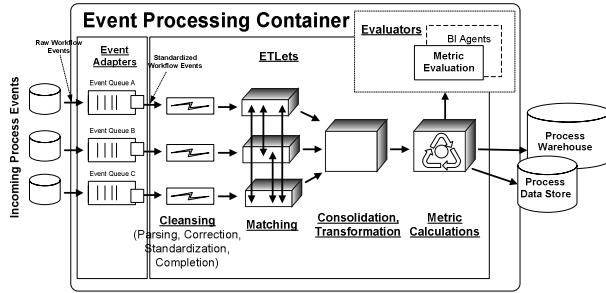 Event Processing Container
Evaluators
BI Agents
Metric
Evaluation
Raw Workflow
Events
Event
Adapters
Standardized
Workflow Events
ETLets
Incoming Process Events
Event Queue A
Event Queue B
Event Queue C
Process
Warehouse
Process
Data Store
Cleansing
(Parsing, Correction,
Standardization,
Completion)
Matching
Consolidation,
Transformation
Metric
Calculations